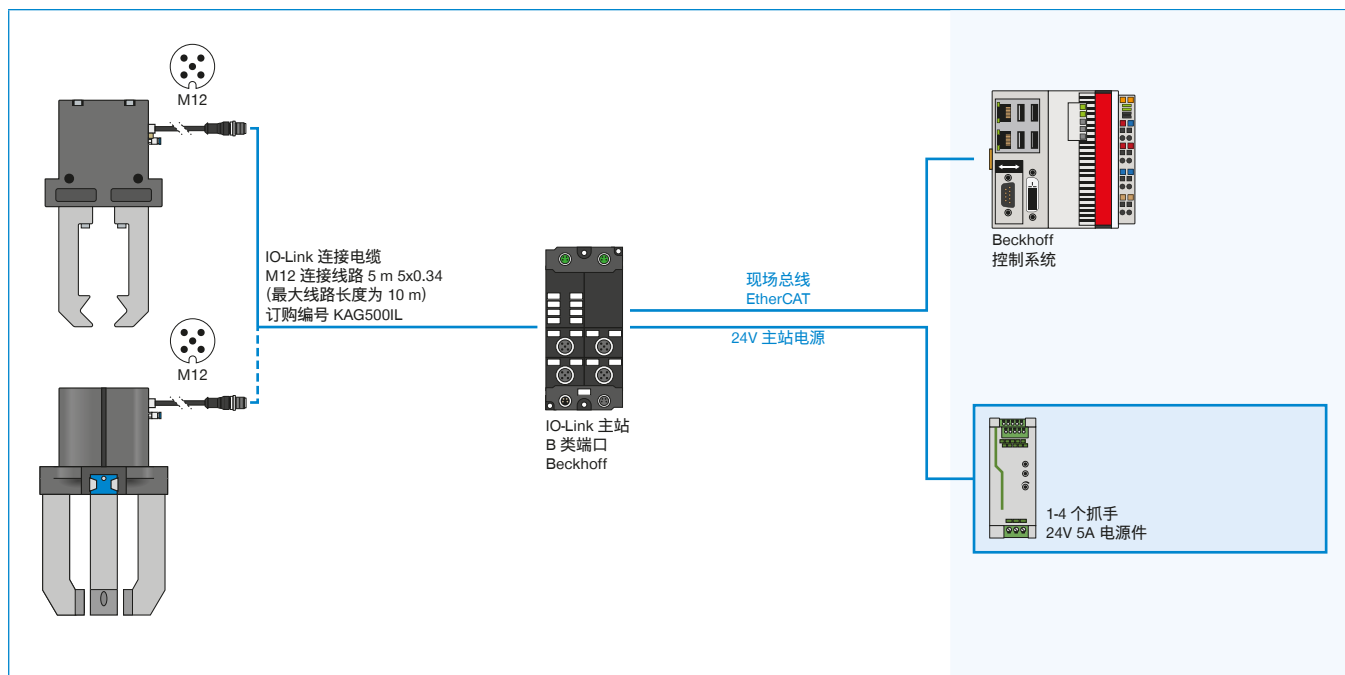 M12
IO-Link 连接电缆
M12 连接线路 5 m 5x0.34
(最大线路长度为 10 m)
订购编号 KAG500IL
M12
IO-Link 主站
B 类端口
Beckhoff
现场总线
EtherCAT
24V 主站电源
Beckhoff
控制系统
1-4 个抓手
24V 5A 电源件